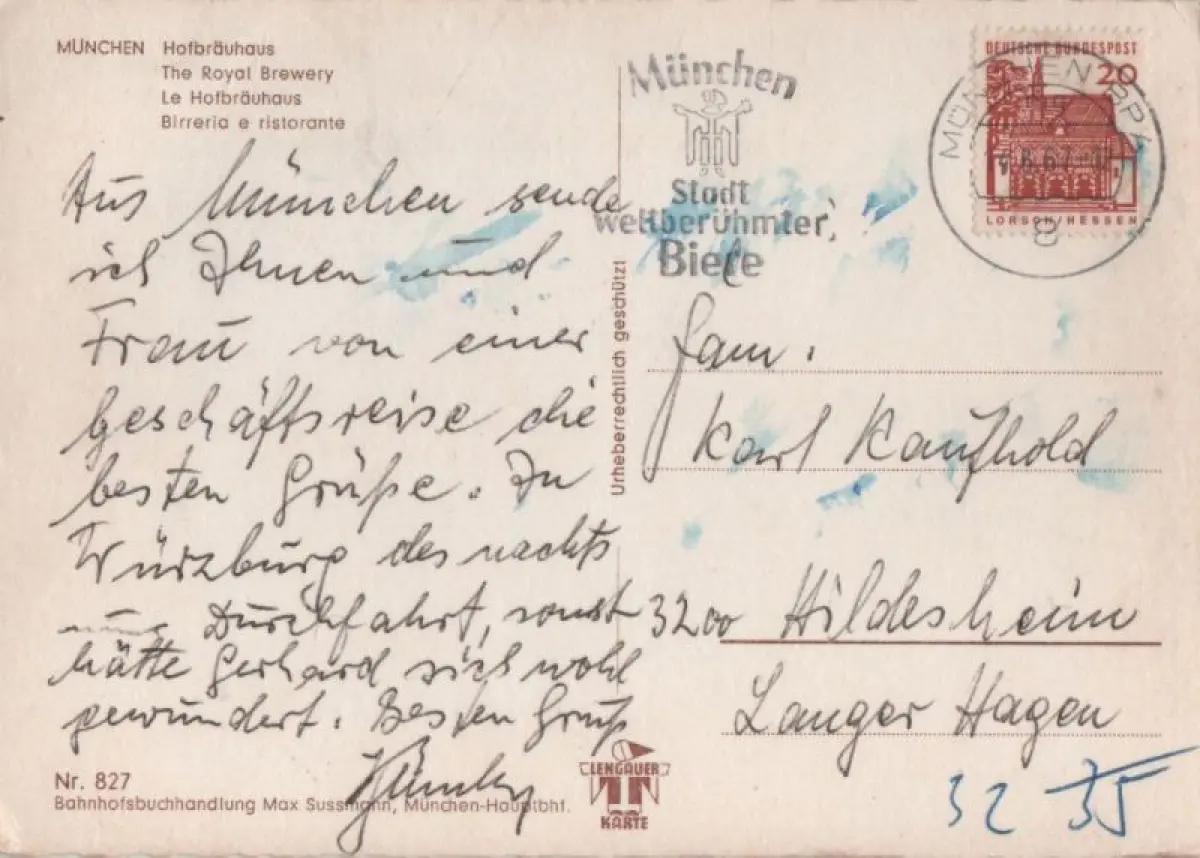 MÜNCHEN Hofbräuhaus
The Royal Brewery
Le Hofbräuhaus
Birreria e ristorante
Aus München sende
ich Ihnen und
Frau von einer
Geschäftsreise die
besten Grüße. In
Würzburg des nachts
nur Durchfahrt, sonst
hätte Gerhard sich wohl
gewundert. Besten Gruß
Nr. 827
Bahnhofsbuchhandlung Max Sussmann, München-Hauptbhf.
Urheberrechtlich geschützt
LENGAUER
KARTE
München
Stadt
weltberühmter
Biere
DEUTSCHE BUNDESPOST
20
LORSCH/HESSEN
MÜNCHEN BPA
8
Fam.
Karl Kaufhold
3200 Hildesheim
Langer Hagen
32 35